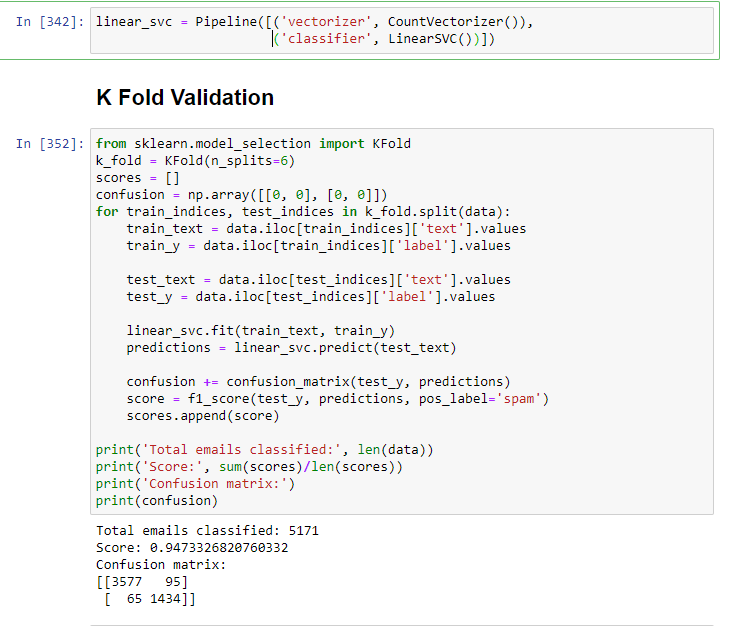 In [342]: linear_svc = Pipeline([('vectorizer', CountVectorizer()),
                       ('classifier', LinearSVC())])
K Fold Validation
In [352]: from sklearn.model_selection import KFold
k_fold = KFold(n_splits=6)
scores = []
confusion = np.array([[0, 0], [0, 0]])
for train_indices, test_indices in k_fold.split(data):
    train_text = data.iloc[train_indices]['text'].values
    train_y = data.iloc[train_indices]['label'].values

    test_text = data.iloc[test_indices]['text'].values
    test_y = data.iloc[test_indices]['label'].values

    linear_svc.fit(train_text, train_y)
    predictions = linear_svc.predict(test_text)

    confusion += confusion_matrix(test_y, predictions)
    score = f1_score(test_y, predictions, pos_label='spam')
    scores.append(score)

print('Total emails classified:', len(data))
print('Score:', sum(scores)/len(scores))
print('Confusion matrix:')
print(confusion)
Total emails classified: 5171
Score: 0.9473326820760332
Confusion matrix:
[[3577   95]
 [  65 1434]]